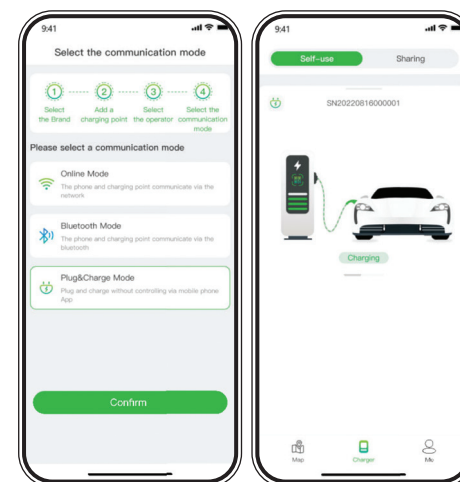 9:41
Select the communication mode
1 2 3 4
Select Add a Select Select the
the Brand charging point the operator communication
mode
Please select a communication mode
Online Mode
The phone and charging point communicate via the
network
Bluetooth Mode
The phone and charging point communicate via the
bluetooth
Plug&Charge Mode
Plug and charge without controlling via mobile phone
App
Confirm
9:41
Self-use Sharing
SN20220816000001
Charging
Map Charger Me